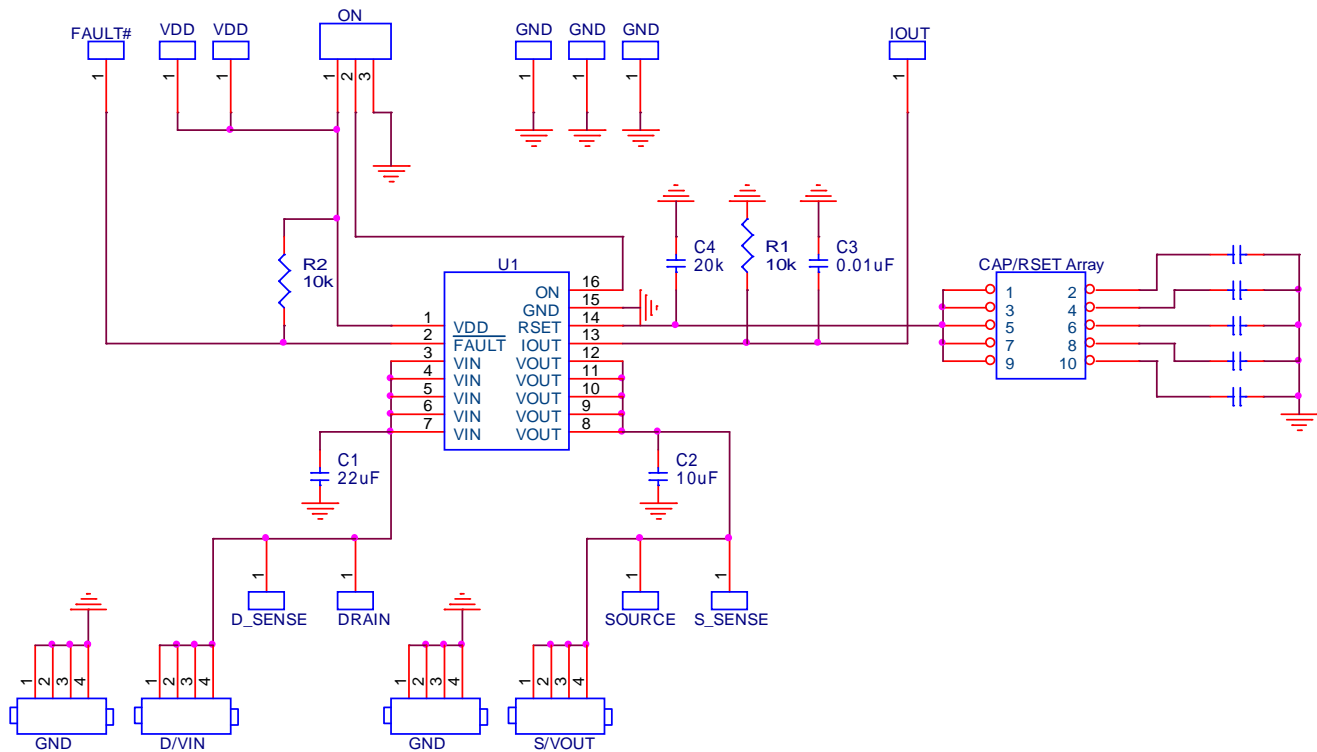 ON
FAULT# VDD VDD GND GND GND IOUT
1 1 1 1 2 3 1 1 1 1
C4
20k
R1
10k
C3
0.01uF
R2
10k
U1
CAP/RSET Array
16 ON
15 GND
1 VDD RSET 14
2 FAULT IOUT 13
3 VIN VOUT 12
4 VIN VOUT 11
5 VIN VOUT 10
6 VIN VOUT 9
7 VIN VOUT 8
1 2
3 4
5 6
7 8
9 10
C1
22uF
C2
10uF
1 1 1 1
D_SENSE DRAIN SOURCE S_SENSE
1 2 3 4 1 2 3 4 1 2 3 4 1 2 3 4
GND D/VIN GND S/VOUT